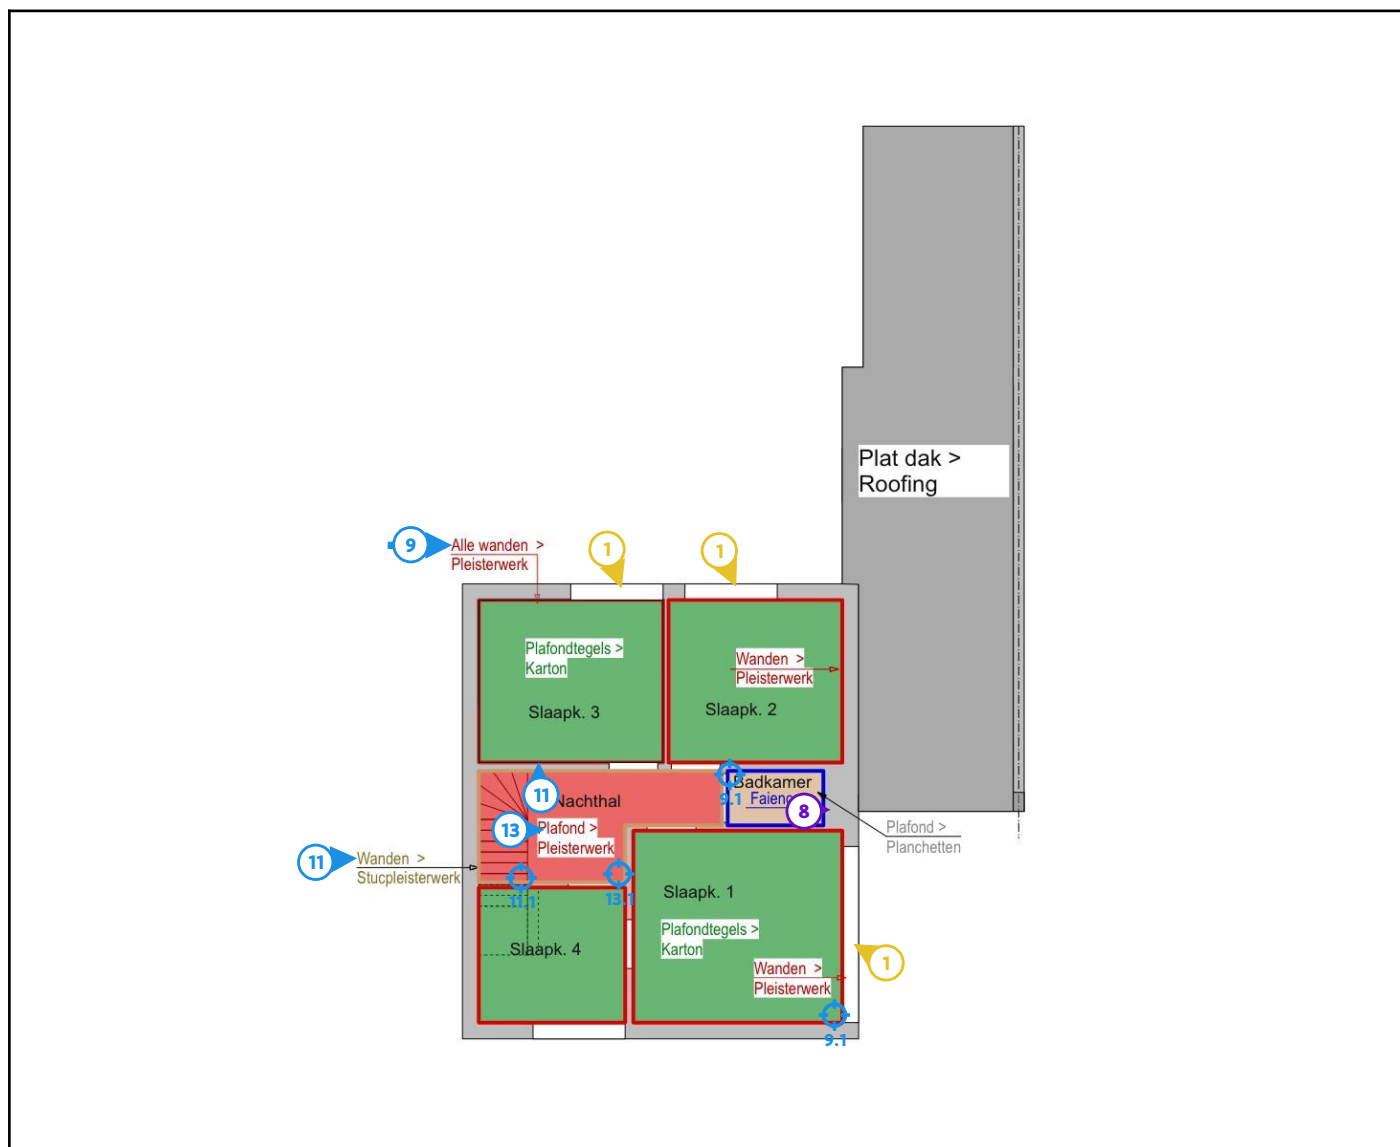 Plat dak >
Roofing
9
Alle wanden >
Pleisterwerk
1
1
Plafondtegels >
Karton
Slaapk. 3
Wanden >
Pleisterwerk
Slaapk. 2
11
Nachthal
13
Plafond >
Pleisterwerk
9.1
Badkamer
8
Plafond >
Planchetten
11
Wanden >
Stucpleisterwerk
11.1
13.1
Slaapk. 4
Slaapk. 1
Plafondtegels >
Karton
Wanden >
Pleisterwerk
1
9.1